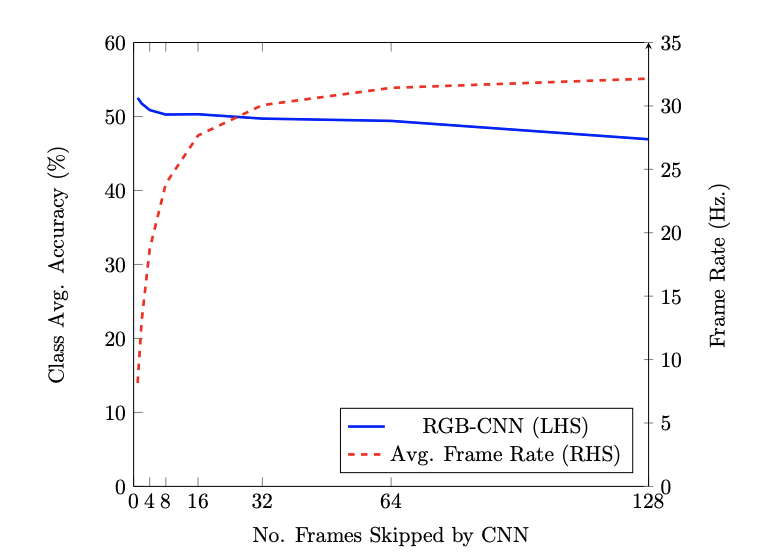 60
50
40
30
20
10
0
Class Avg. Accuracy (%)
35
30
25
20
15
10
5
0
Frame Rate (Hz.)
RGB-CNN (LHS)
Avg. Frame Rate (RHS)
0 4 8 16 32 64 128
No. Frames Skipped by CNN